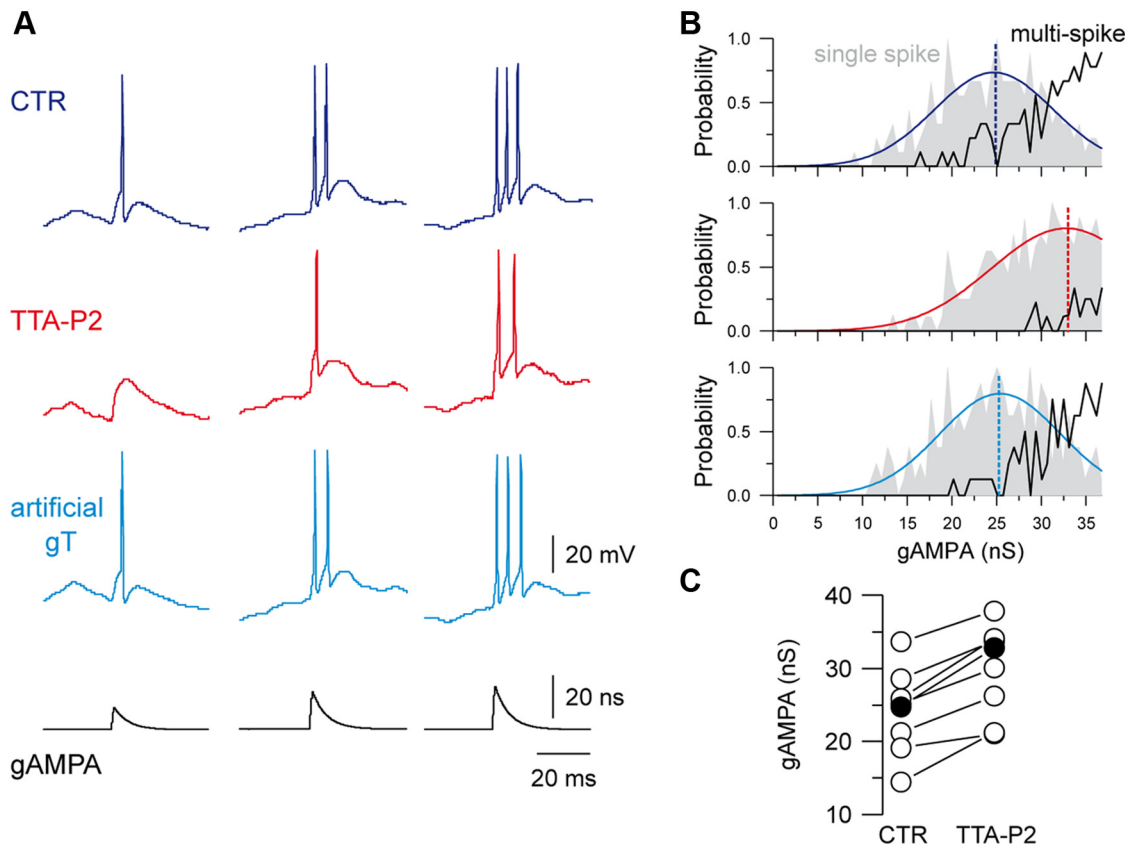 A
CTR
TTA-P2
artificial
gT
20 mV
20 ns
gAMPA
20 ms
B
single spike
multi-spike
Probability
1.0
0.5
0.0
Probability
1.0
0.5
0.0
Probability
1.0
0.5
0.0
0 5 10 15 20 25 30 35
gAMPA (nS)
C
gAMPA (nS)
40
30
20
10
CTR TTA-P2